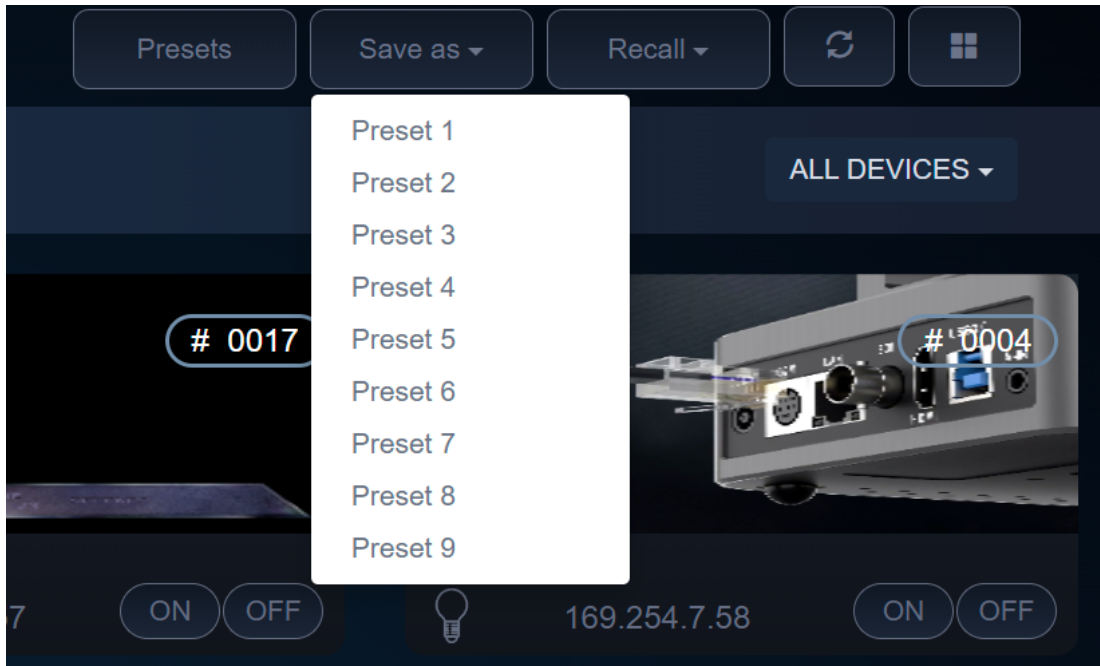 Presets Save as Recall
Preset 1
Preset 2
ALL DEVICES
Preset 3
Preset 4
Preset 5
# 0017
# 0004
Preset 6
Preset 7
Preset 8
Preset 9
7 ON OFF
169.254.7.58 ON OFF